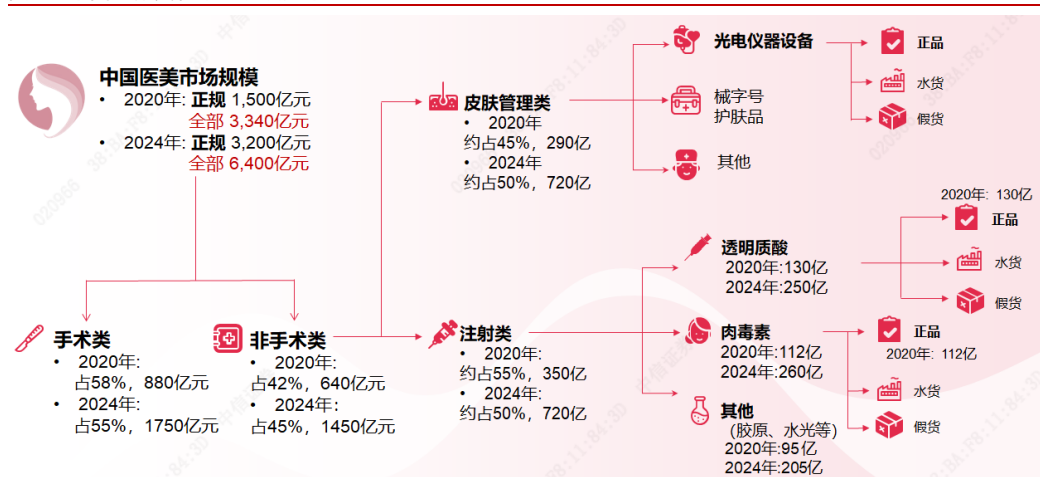 中国医美市场规模
• 2020年: 正规 1,500亿元
全部 3,340亿元
• 2024年: 正规 3,200亿元
全部 6,400亿元
手术类
• 2020年:
占58%，880亿元
• 2024年:
占55%，1750亿元
非手术类
• 2020年:
占42%，640亿元
• 2024年:
占45%，1450亿元
皮肤管理类
• 2020年
约占45%，290亿
• 2024年
约占50%，720亿
注射类
• 2020年:
约占55%，350亿
• 2024年:
约占50%，720亿
光电仪器设备
正品
水货
假货
械字号
护肤品
其他
透明质酸
2020年:130亿
2024年:250亿
2020年: 130亿
正品
水货
假货
肉毒素
2020年:112亿
2024年:260亿
正品
2020年: 112亿
水货
假货
其他
（胶原、水光等）
2020年:95亿
2024年:205亿